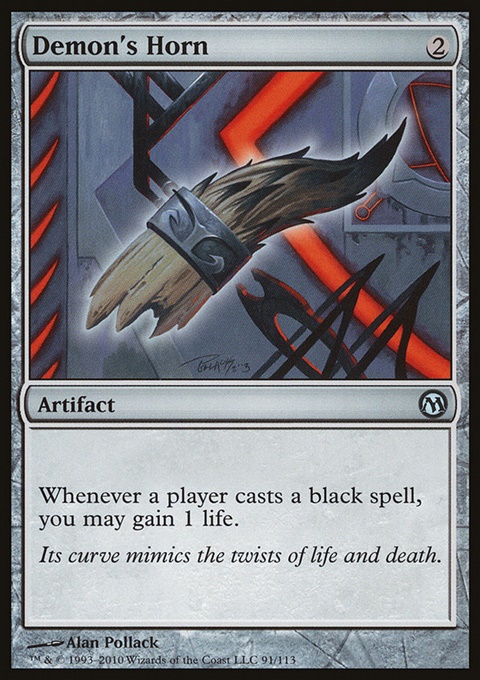 Demon's Horn 2
Artifact
Whenever a player casts a black spell,
you may gain 1 life.
Its curve mimics the twists of life and death.
Alan Pollack
™ & © 1993–2010 Wizards of the Coast LLC 91/113